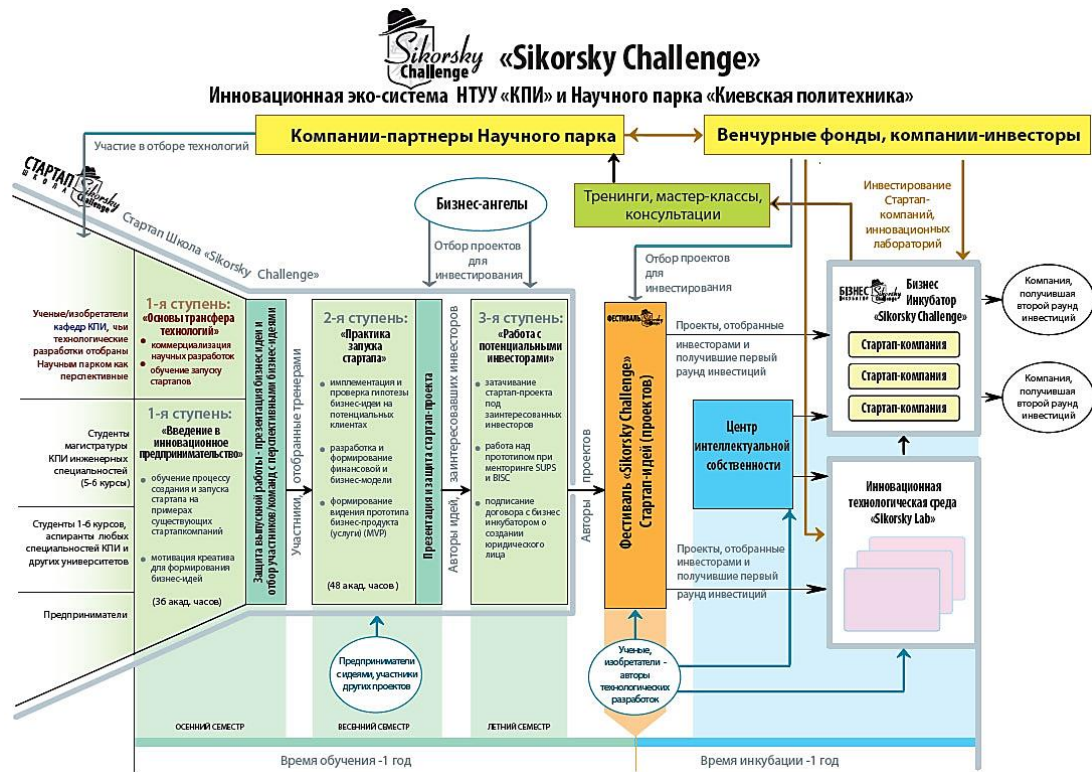 Sikorsky
Challenge
«Sikorsky Challenge»
Инновационная эко-система НТУУ «КПИ» и Научного парка «Киевская политехника»
Компании-партнеры Научного парка
Венчурные фонды, компании-инвесторы
Участие в отборе технологий
СТАРТАП
ШКОЛА
Sikorsky
Challenge
Стартап Школа «Sikorsky Challenge»
Бизнес-ангелы
Тренинги, мастер-классы,
консультации
Инвестирование
Стартап-
компаний,
инновационных
лабораторий
Отбор проектов
для
инвестирования
Отбор проектов
для
инвестирования
Ученые/изобретатели
кафедр КПИ, чьи
технологические
разработки отобраны
Научным парком как
перспективные
Студенты
магистратуры
КПИ инженерных
специальностей
(5-6 курсы)
Студенты 1-6 курсов,
аспиранты любых
специальностей КПИ и
других университетов
Предприниматели
1-я ступень:
«Основы трансфера
технологий»
• коммерциализация
научных разработок
• обучение запуску
стартапов
1-я ступень:
«Введение в
инновационное
предпринимательство»
• обучение процессу
создания и запуска
стартапа на
примерах
существующих
стартапкомпаний
• мотивация креатива
для формирования
бизнес-идей
(36 акад. часов)
Защита выпускной работы - презентация бизнес-идеи и
отбор участников /команд с перспективными бизнес-идеями
Участники, отобранные тренерами
2-я ступень:
«Практика
запуска
стартапа»
• имплементация и
проверка гипотезы
бизнес-идеи на
потенциальных
клиентах
• разработка и
формирование
финансовой и
бизнес-модели
• формирование
видения прототипа
бизнес-продукта
(услуги) (MVP)
(48 акад. часов)
Презентация и защита стартап-проекта
Авторы идей, заинтересовавших инвесторов
3-я ступень:
«Работа с
потенциальными
инвесторами»
• затачивание
стартап-проекта под
заинтересованных
инвесторов
• работа над
прототипом при
менторинге SUPS
и BISC
• подписание
договора с бизнес
инкубатором о
создании
юридического
лица
Авторы проектов
ФЕСТИВАЛЬ
Фестиваль «Sikorsky Challenge»
Стартап-идей (проектов)
Проекты, отобранные
инвесторами и
получившие первый
раунд инвестиций
Центр
интеллектуальной
собственности
Проекты, отобранные
инвесторами и
получившие первый
раунд инвестиций
БІЗНЕС
ІНКУБАТОР
Sikorsky
Challenge
Бизнес
Инкубатор
«Sikorsky Challenge»
Стартап-компания
Стартап-компания
Стартап-компания
Компания,
получившая
второй раунд
инвестиций
Компания,
получившая
второй раунд
инвестиций
Инновационная
технологическая среда
«Sikorsky Lab»
Предприниматели
с идеями, участники
других проектов
Ученые,
изобретатели -
авторы
технологических
разработок
ОСЕННИЙ СЕМЕСТР
ВЕСЕННИЙ СЕМЕСТР
ЛЕТНИЙ СЕМЕСТР
Время обучения -1 год
Время инкубации -1 год